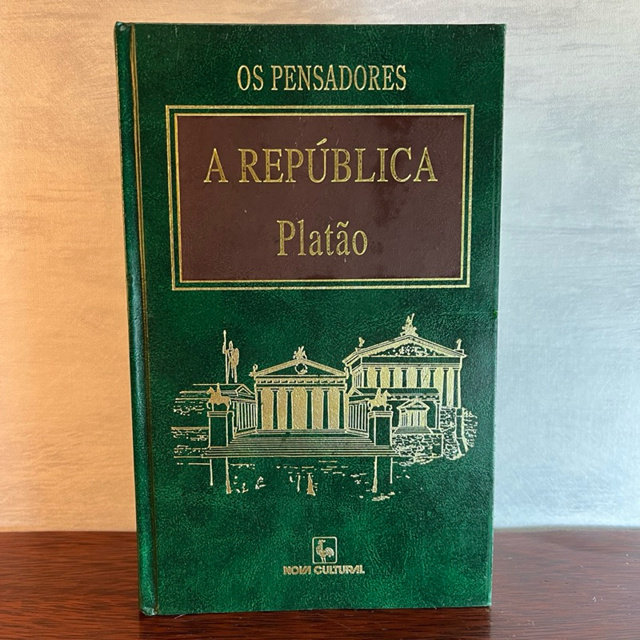 OS PENSADORES
A REPÚBLICA
Platão
NOVA CULTURAL